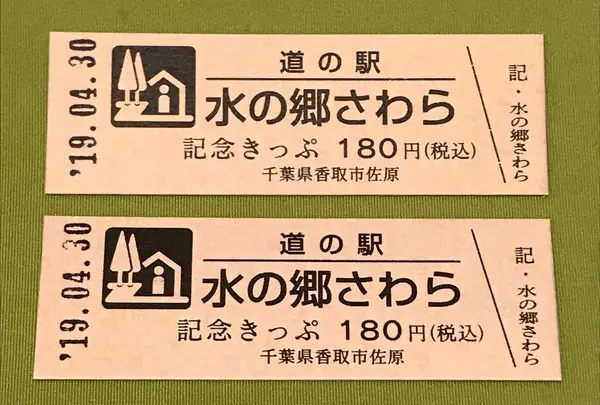 '19.04.30
道の駅
水の郷さわら
記念きっぷ 180円(税込)
千葉県香取市佐原
記・水の郷さわら
'19.04.30
道の駅
水の郷さわら
記念きっぷ 180円(税込)
千葉県香取市佐原
記・水の郷さわら